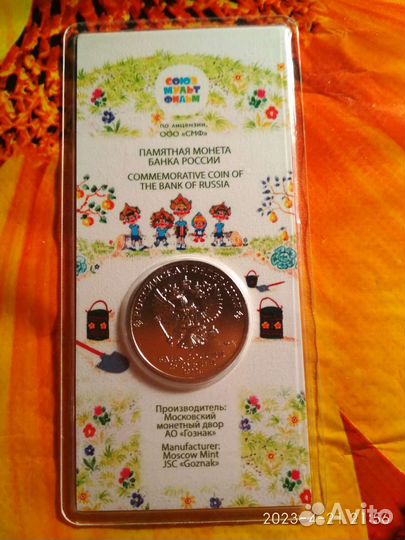 СОЮЗ
МУЛЬТ
ФИЛЬМ
по лицензии,
ООО «СМФ»
ПАМЯТНАЯ МОНЕТА
БАНКА РОССИИ
COMMEMORATIVE COIN OF
THE BANK OF RUSSIA
Производитель:
Московский
монетный двор
АО «Гознак»
Manufacturer:
Moscow Mint
JSC «Goznak»
Avito